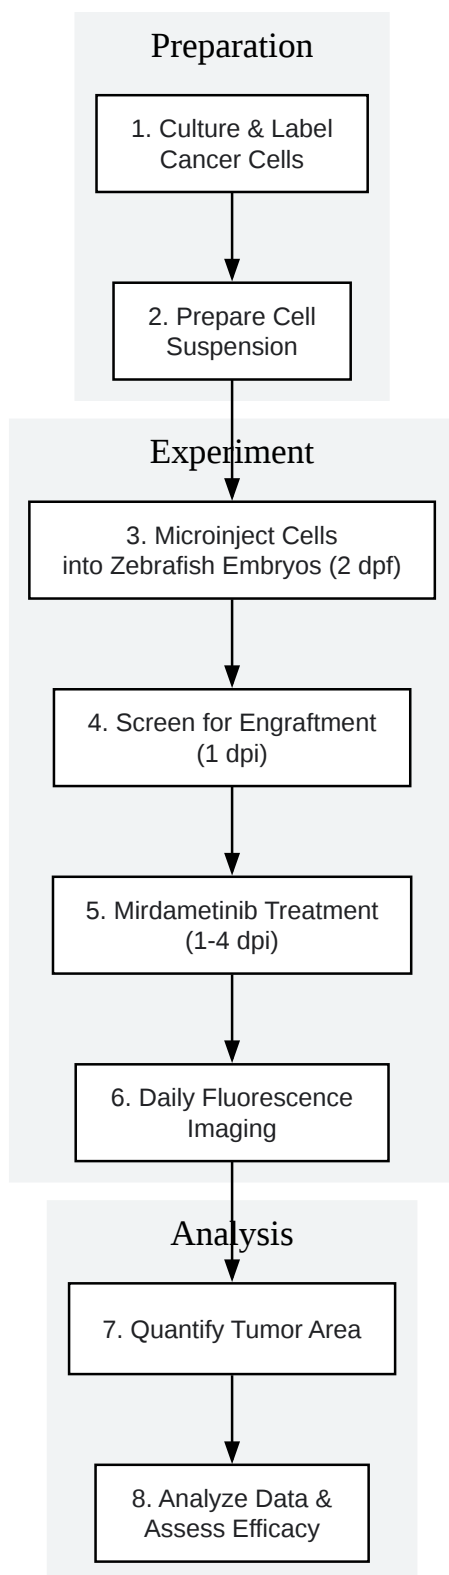 Preparation
1. Culture & Label
Cancer Cells
2. Prepare Cell
Suspension
Experiment
3. Microinject Cells
into Zebrafish Embryos (2 dpf)
4. Screen for Engraftment
(1 dpi)
5. Mirdametinib Treatment
(1-4 dpi)
6. Daily Fluorescence
Imaging
Analysis
7. Quantify Tumor Area
8. Analyze Data &
Assess Efficacy